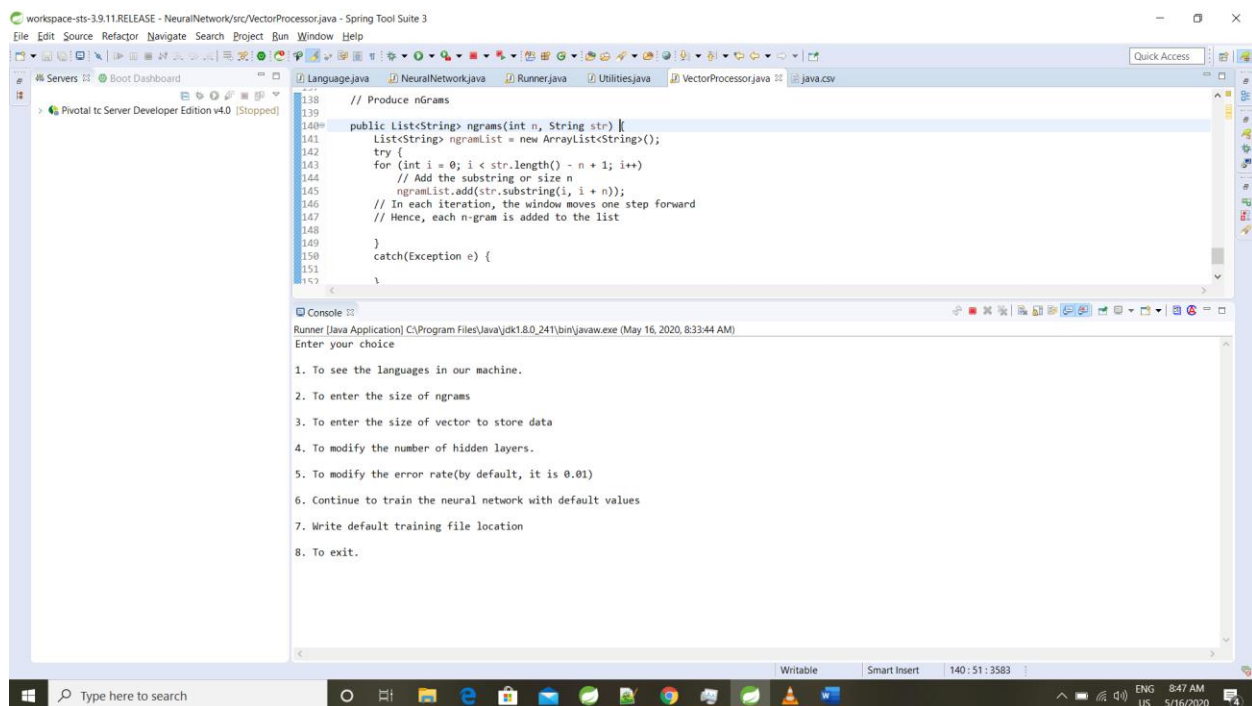 workspace-sts-3.9.11.RELEASE - NeuralNetwork/src/VectorProcessor.java - Spring Tool Suite 3
File Edit Source Refactor Navigate Search Project Run Window Help
Quick Access
Servers Boot Dashboard
Pivotal tc Server Developer Edition v4.0 [Stopped]
Language.java NeuralNetwork.java Runner.java Utilities.java VectorProcessor.java java.csv
138 // Produce nGrams
139
140 public List<String> ngrams(int n, String str) {
141 List<String> ngramList = new ArrayList<String>();
142 try {
143 for (int i = 0; i < str.length() - n + 1; i++)
144 // Add the substring or size n
145 ngramList.add(str.substring(i, i + n));
146 // In each iteration, the window moves one step forward
147 // Hence, each n-gram is added to the list
148
149 }
150 catch(Exception e) {
151
152 }
Console
Runner [Java Application] C:\Program Files\Java\jdk1.8.0_241\bin\javaw.exe (May 16, 2020, 8:33:44 AM)
Enter your choice
1. To see the languages in our machine.
2. To enter the size of ngrams
3. To enter the size of vector to store data
4. To modify the number of hidden layers.
5. To modify the error rate(by default, it is 0.01)
6. Continue to train the neural network with default values
7. Write default training file location
8. To exit.
Writable Smart Insert 140 : 51 : 3583
Type here to search
ENG 8:47 AM
US 5/16/2020
4